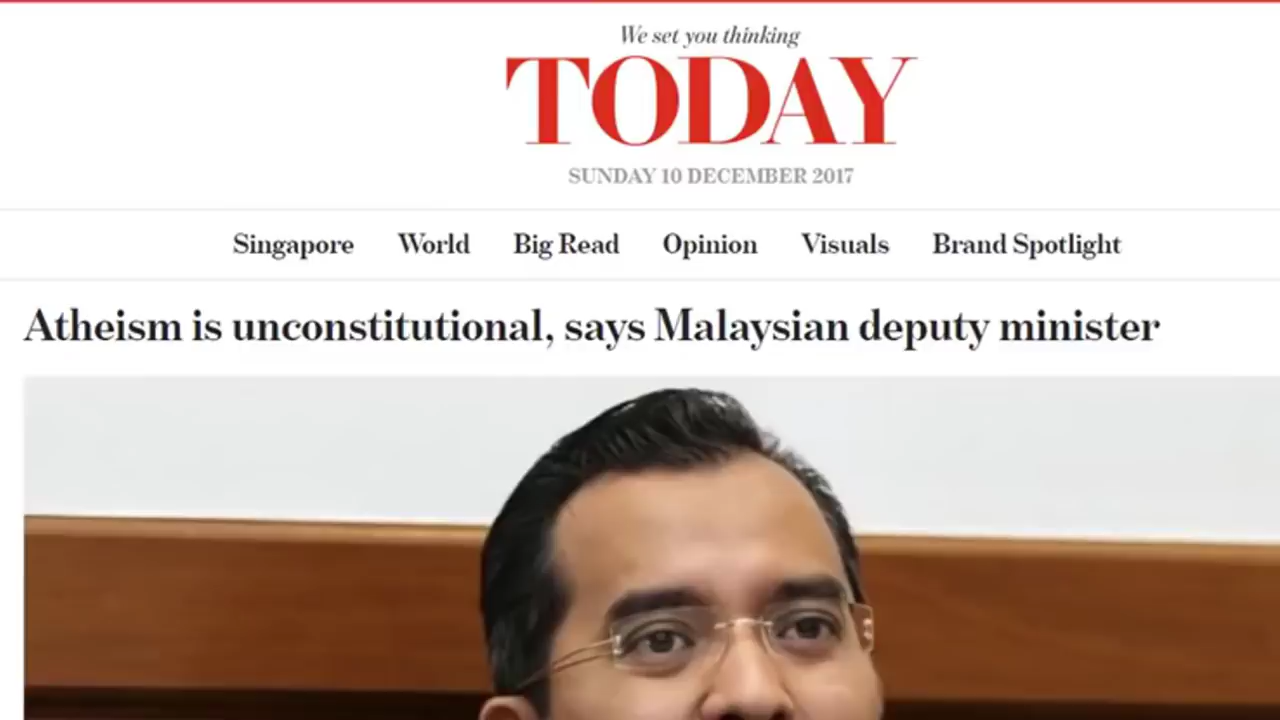 We set you thinking
TODAY
SUNDAY 10 DECEMBER 2017
Singapore World Big Read Opinion Visuals Brand Spotlight
Atheism is unconstitutional, says Malaysian deputy minister